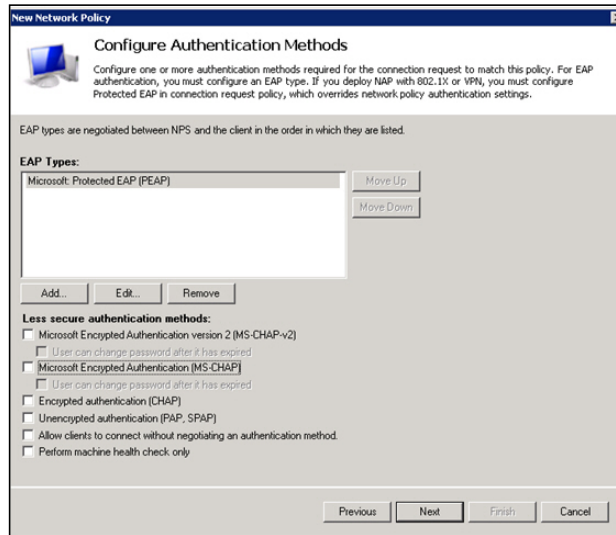 New Network Policy
Configure Authentication Methods
Configure one or more authentication methods required for the connection request to match this policy. For EAP
authentication, you must configure an EAP type. If you deploy NAP with 802.1X or VPN, you must configure
Protected EAP in connection request policy, which overrides network policy authentication settings.
EAP types are negotiated between NPS and the client in the order in which they are listed.
EAP Types:
Microsoft: Protected EAP (PEAP)
Move Up
Move Down
Add...
Edit...
Remove
Less secure authentication methods:
Microsoft Encrypted Authentication version 2 (MS-CHAP-v2)
User can change password after it has expired
Microsoft Encrypted Authentication (MS-CHAP)
User can change password after it has expired
Encrypted authentication (CHAP)
Unencrypted authentication (PAP, SPAP)
Allow clients to connect without negotiating an authentication method.
Perform machine health check only
Previous
Next
Finish
Cancel